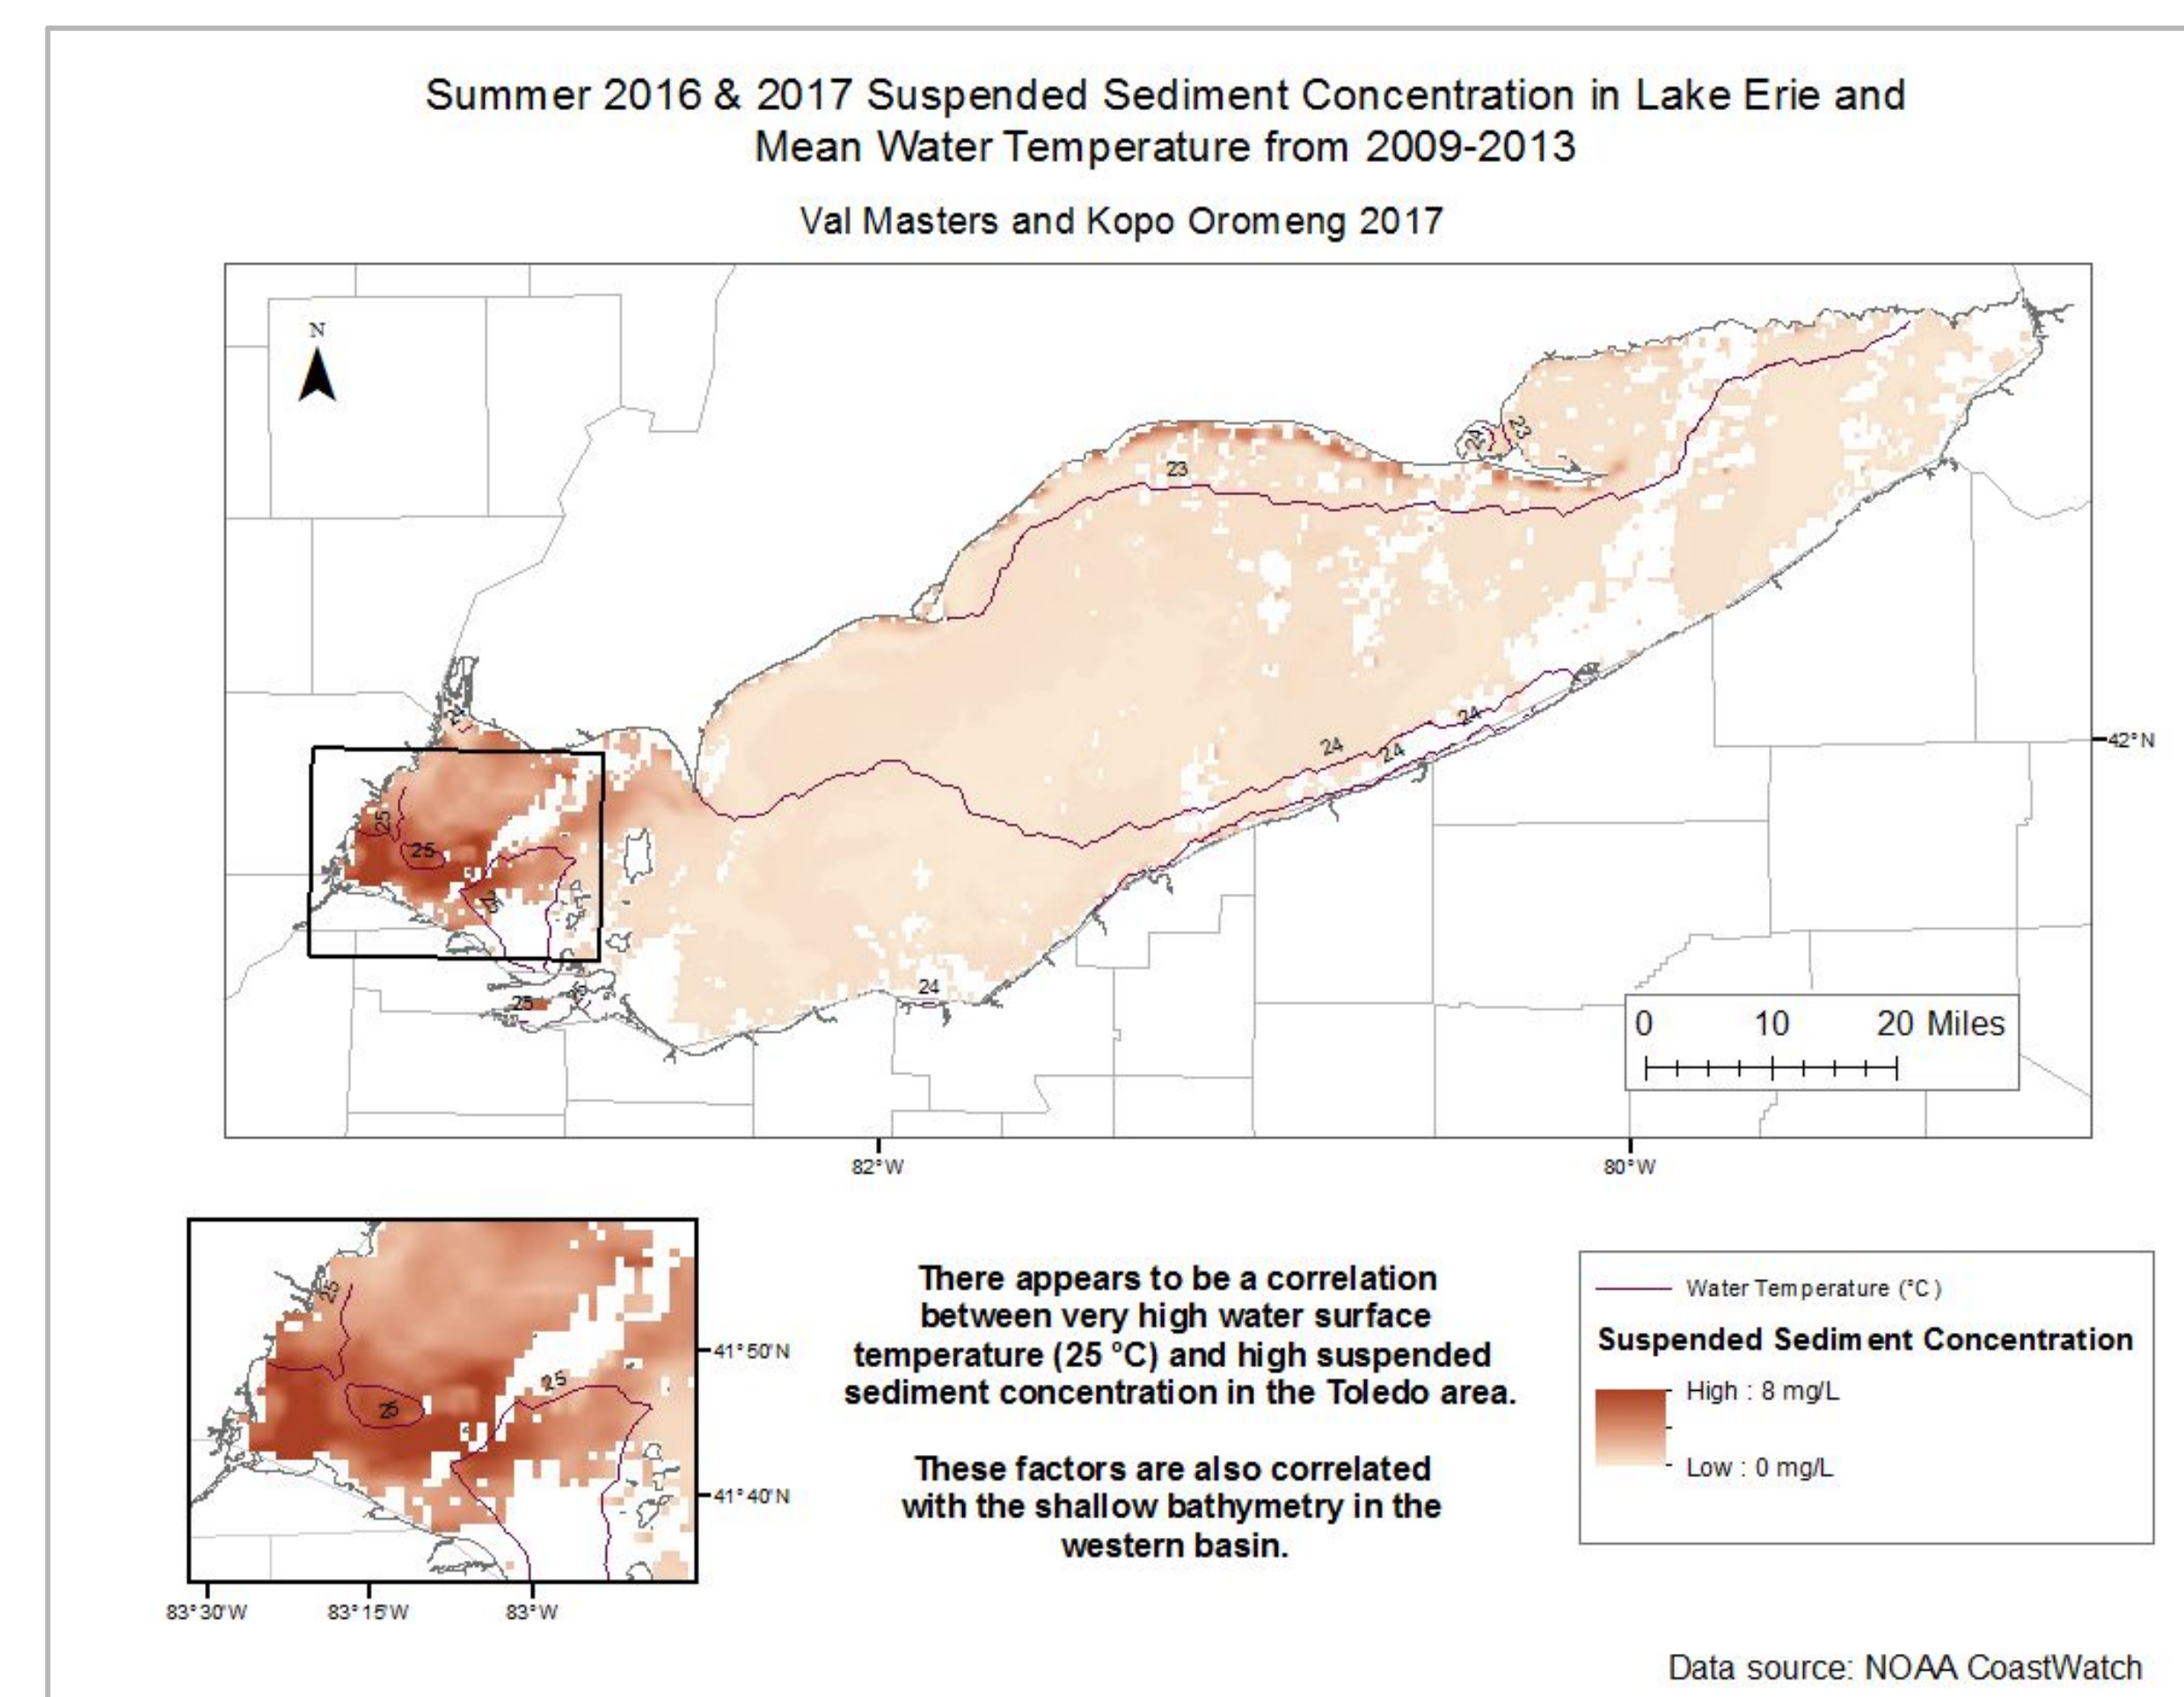 Summer 2016 & 2017 Suspended Sediment Concentration in Lake Erie and
Mean Water Temperature from 2009-2013
Val Masters and Kopo Oromeng 2017
N
23
24
23
24
24
24
24
25
25
25
24
42°N
0 10 20 Miles
82°W
80°W
25
25
25
41°50'N
41°40'N
83°30'W
83°15'W
83°W
There appears to be a correlation
between very high water surface
temperature (25 °C) and high suspended
sediment concentration in the Toledo area.
These factors are also correlated
with the shallow bathymetry in the
western basin.
Water Temperature (°C)
Suspended Sediment Concentration
High : 8 mg/L
Low : 0 mg/L
Data source: NOAA CoastWatch